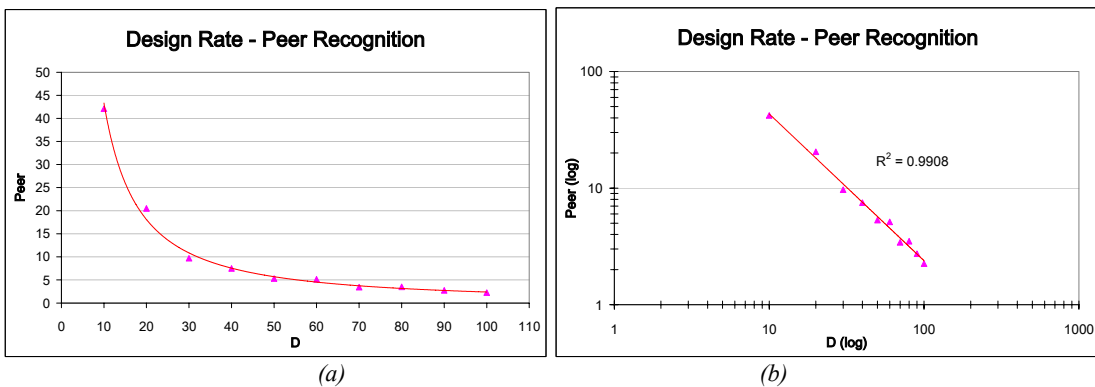 Design Rate - Peer Recognition
50
45
40
35
30
25
20
15
10
5
0
Peer
0 10 20 30 40 50 60 70 80 90 100 110
D
(a)
Design Rate - Peer Recognition
100
10
1
Peer (log)
R² = 0.9908
1 10 100 1000
D (log)
(b)